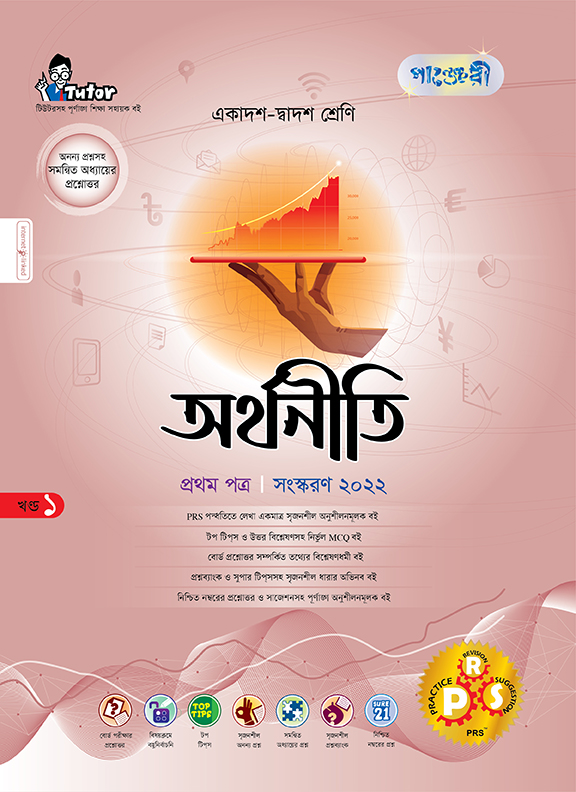 Tutor
টিউটরসহ পূর্ণাঙ্গ শিক্ষা সহায়ক বই
পাঞ্জেরী
একাদশ-দ্বাদশ শ্রেণি
অনন্য প্রশ্নসহ
সমন্বিত অধ্যায়ের
প্রশ্নোত্তর
অর্থনীতি
প্রথম পত্র | সংস্করণ ২০২২
খণ্ড ১
PRS পদ্ধতিতে লেখা একমাত্র সৃজনশীল অনুশীলনমূলক বই
টপ টিপ্‌স ও উত্তর বিশ্লেষণসহ নির্ভুল MCQ বই
বোর্ড প্রশ্নোত্তর সম্পর্কিত তথ্যের বিশ্লেষণধর্মী বই
প্রশ্নব্যাংক ও সুপার টিপ্‌সসহ সৃজনশীল ধারার অভিনব বই
নিশ্চিত নম্বরের প্রশ্নোত্তর ও সাজেশনসহ পূর্ণাঙ্গ অনুশীলনমূলক বই
TOP
TIPS
SURE
21
বোর্ড পরীক্ষার
প্রশ্নোত্তর
বিষয়ক্রমে
বহুনির্বাচনি
টপ
টিপ্‌স
সৃজনশীল
অনন্য প্রশ্ন
সমন্বিত
অধ্যায়ের প্রশ্ন
সৃজনশীল
প্রশ্নব্যাংক
নিশ্চিত
নম্বরের প্রশ্ন
PRACTICE
REVISION
SUGGESTION
P R S
PRS™